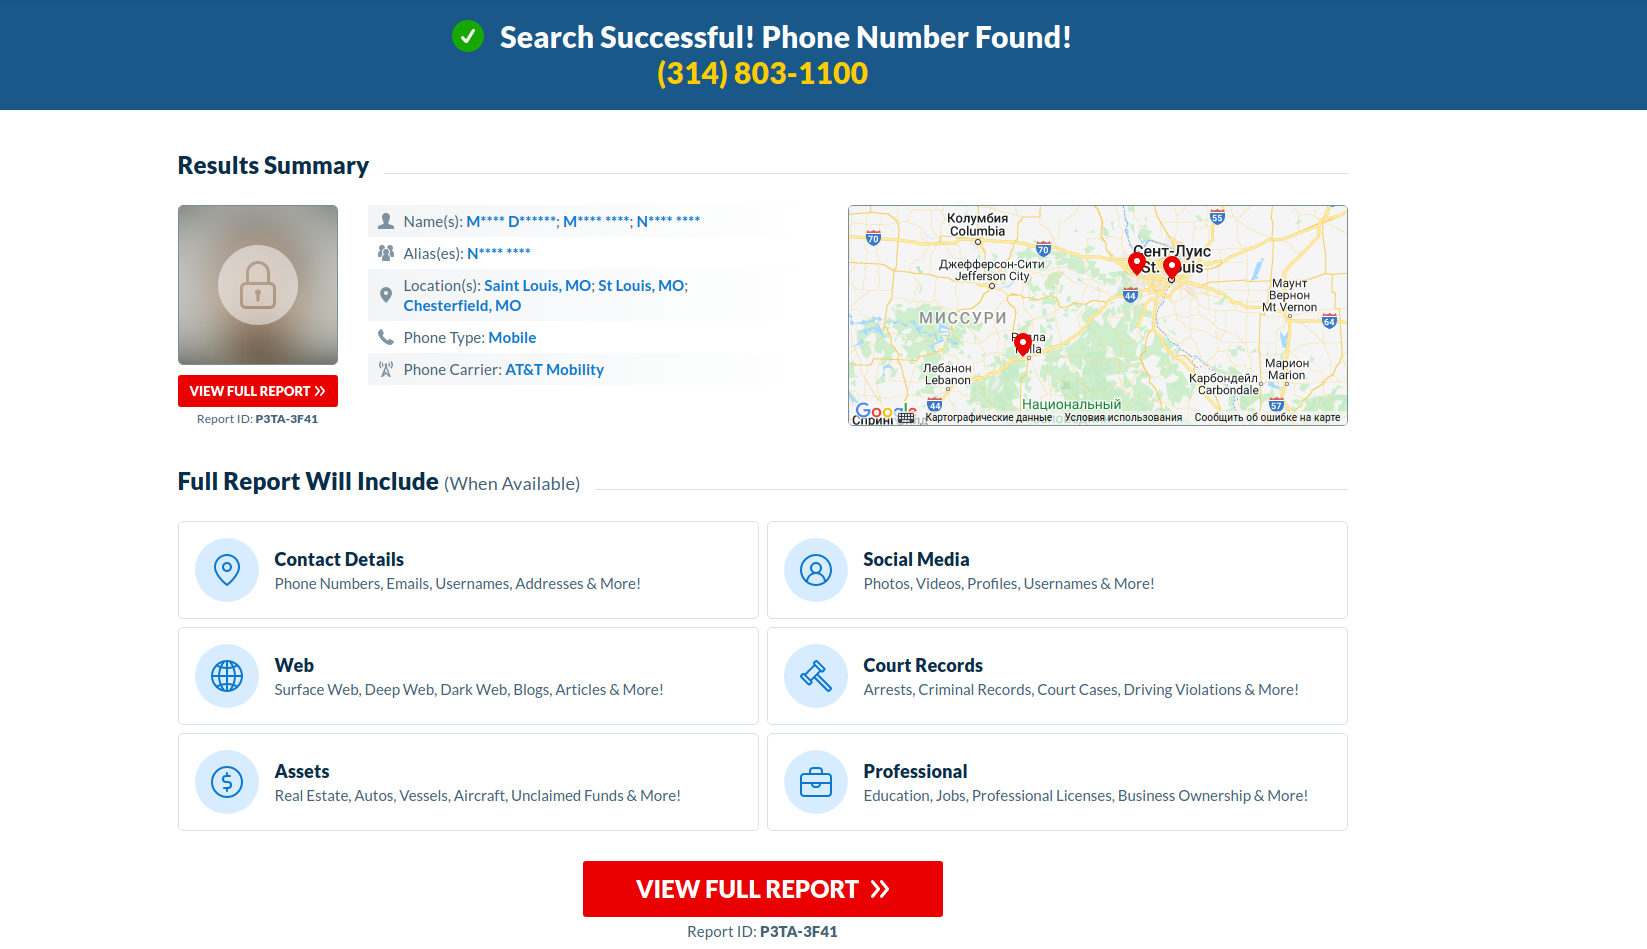 Search Successful! Phone Number Found!
(314) 803-1100
Results Summary
Name(s): M**** D******; M**** ****; N**** ****
Alias(es): N**** ****
Location(s): Saint Louis, MO; St Louis, MO;
Chesterfield, MO
Phone Type: Mobile
Phone Carrier: AT&T Mobility
VIEW FULL REPORT
Report ID: P3TA-3F41
55
Колумбия
Columbia
70
70
Сент-Луис
Джефферсон-Сити
Jefferson City
44
Маунт
Вернон
Mt Vernon
МИССУРИ
64
Лебанон
Lebanon
Марион
Marion
Карбондейл
Carbondale
44
Национальный
57
Google
Картографические данные
Условия использования
Сообщить об ошибке на карте
Full Report Will Include (When Available)
Contact Details
Phone Numbers, Emails, Usernames, Addresses & More!
Social Media
Photos, Videos, Profiles, Usernames & More!
Web
Surface Web, Deep Web, Dark Web, Blogs, Articles & More!
Court Records
Arrests, Criminal Records, Court Cases, Driving Violations & More!
Assets
Real Estate, Autos, Vessels, Aircraft, Unclaimed Funds & More!
Professional
Education, Jobs, Professional Licenses, Business Ownership & More!
VIEW FULL REPORT
Report ID: P3TA-3F41